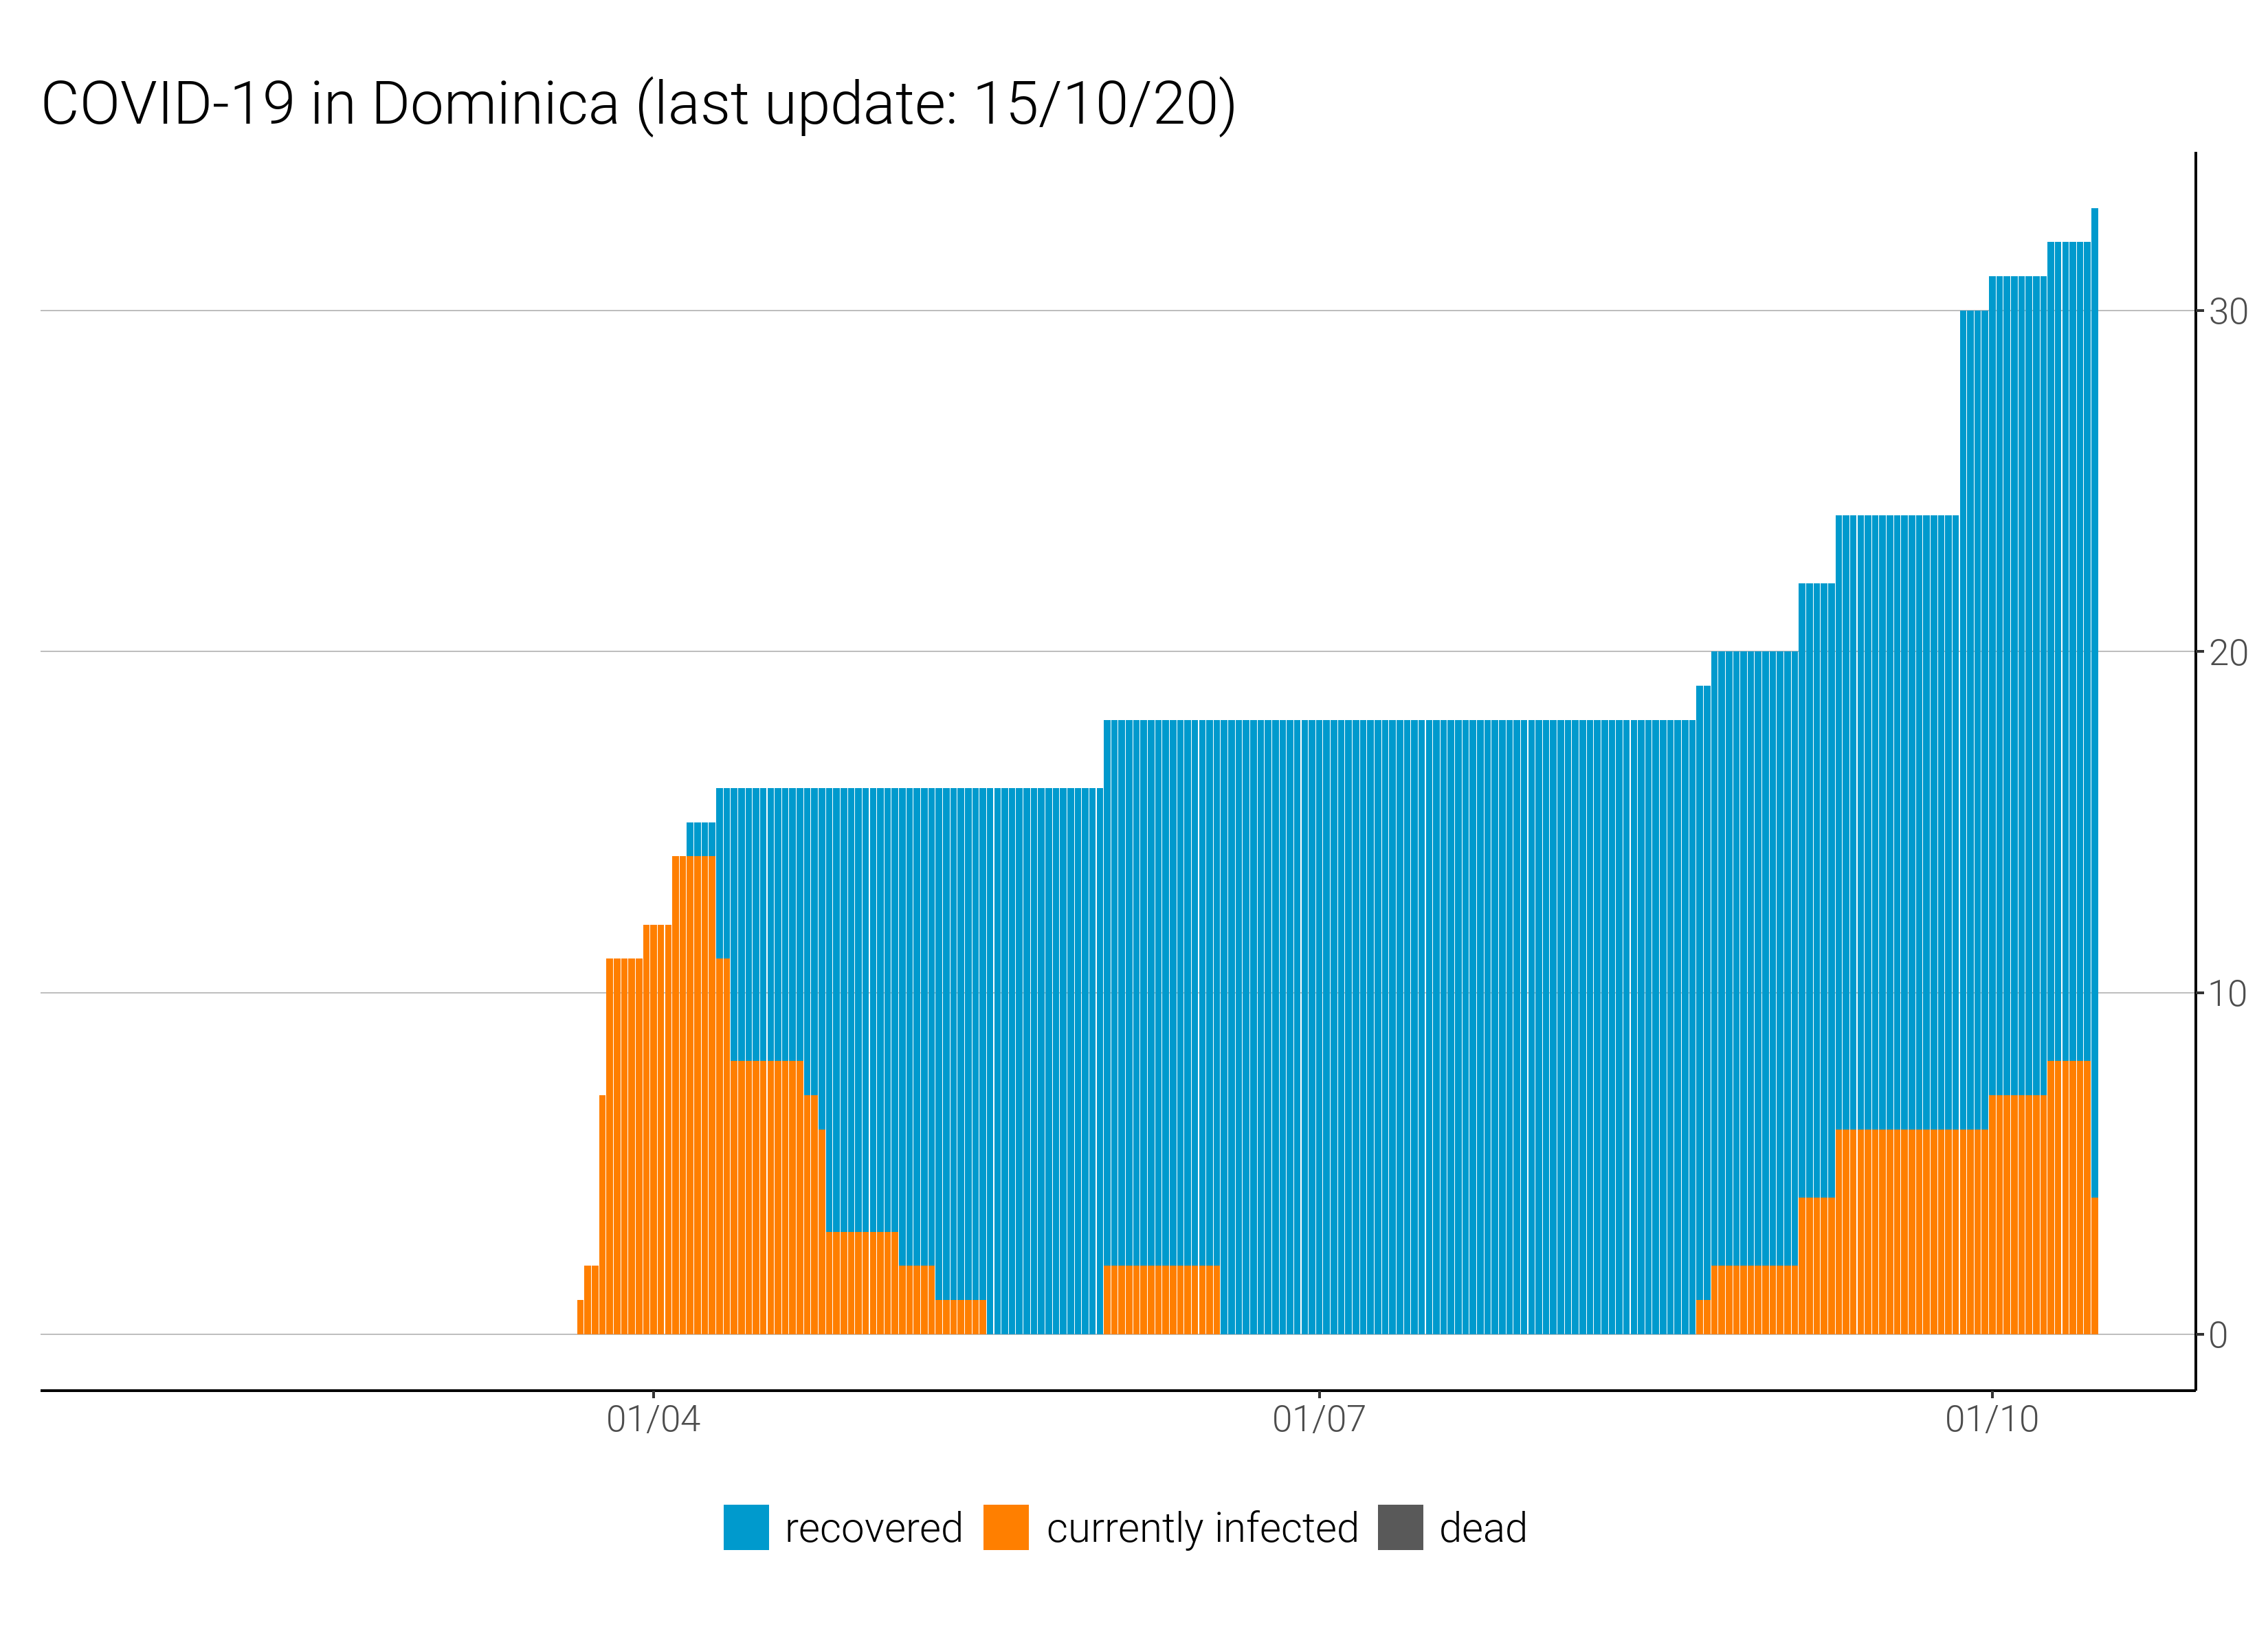 COVID-19 in Dominica (last update: 15/10/20)
30
20
10
0
01/04 01/07 01/10
recovered currently infected dead